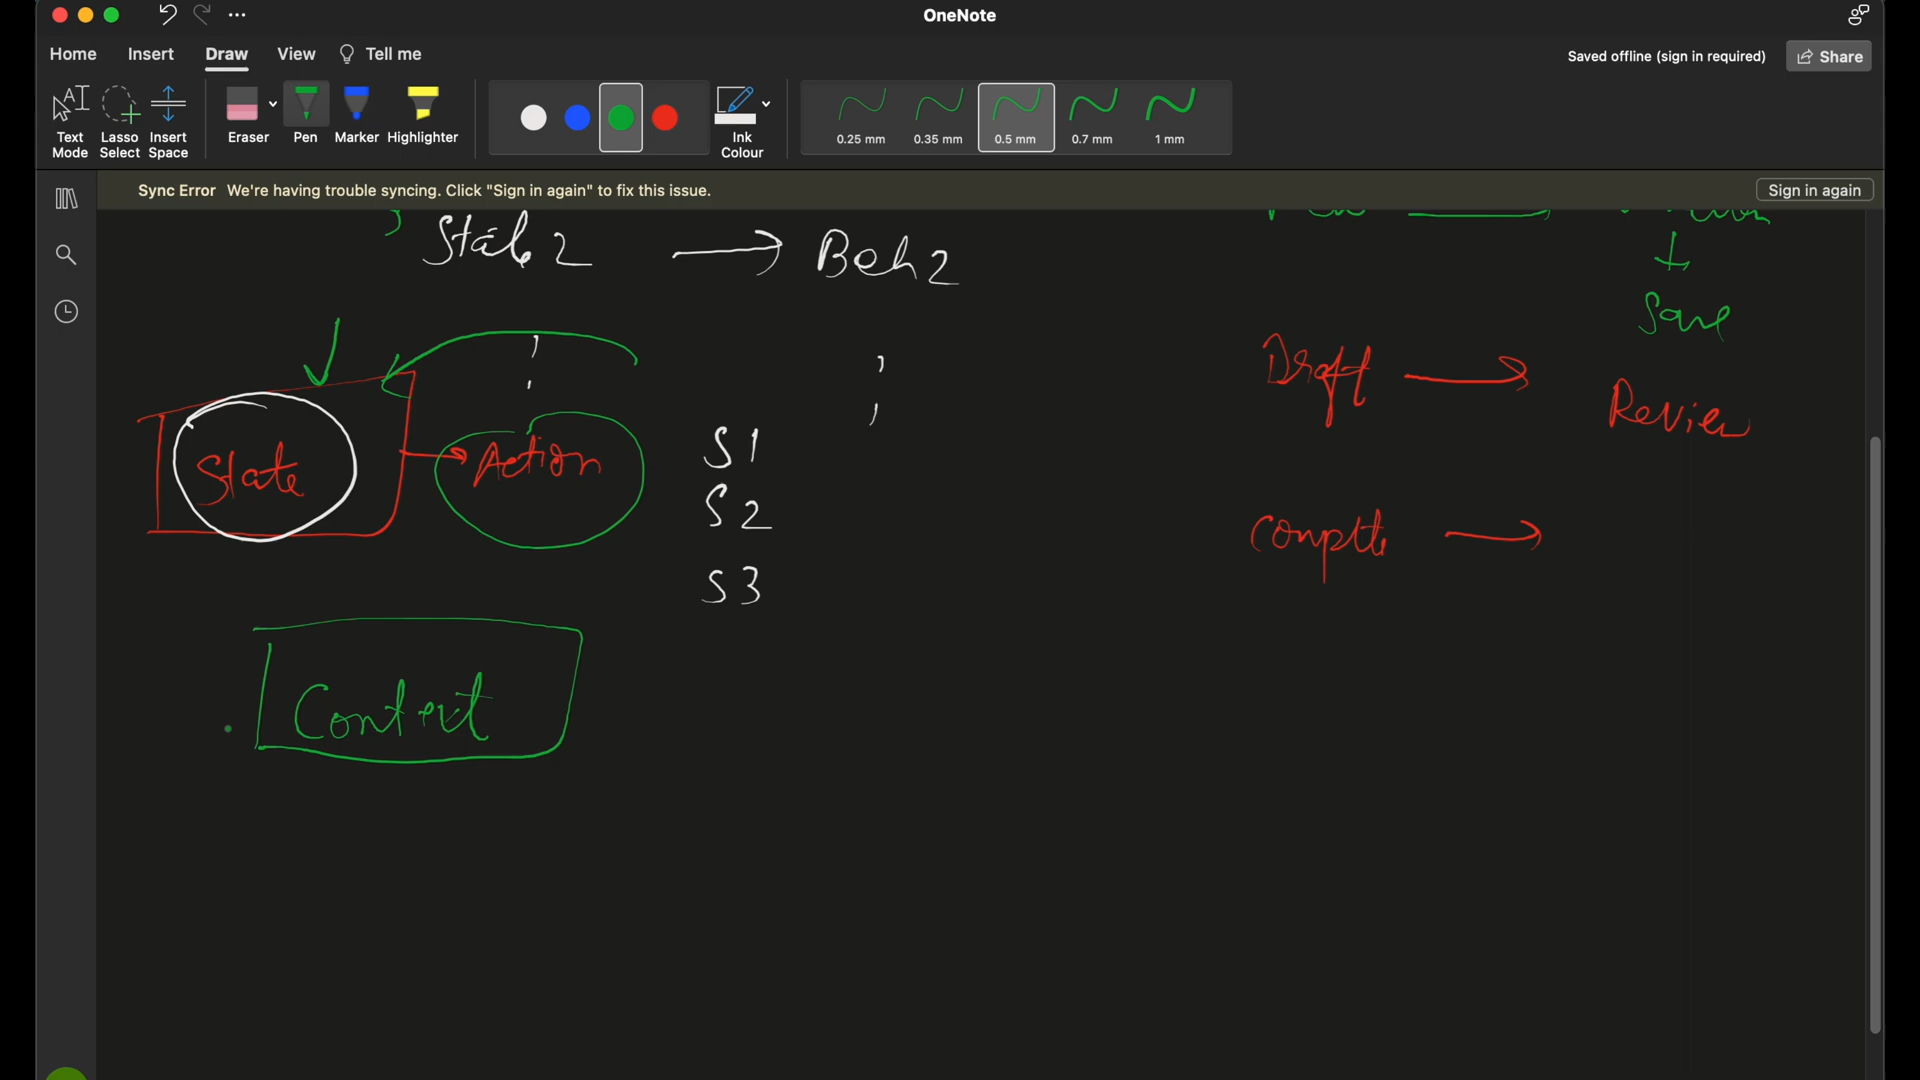 OneNote
Home Insert Draw View Tell me
Saved offline (sign in required) Share
Text Mode
Lasso Select
Insert Space
Eraser
Pen
Marker
Highlighter
Ink Colour
0.25 mm
0.35 mm
0.5 mm
0.7 mm
1 mm
Sync Error We're having trouble syncing. Click "Sign in again" to fix this issue.
Sign in again
State 2 → Beh 2
Save
Draft →
Review
State → Action
S1
S2
S3
Context